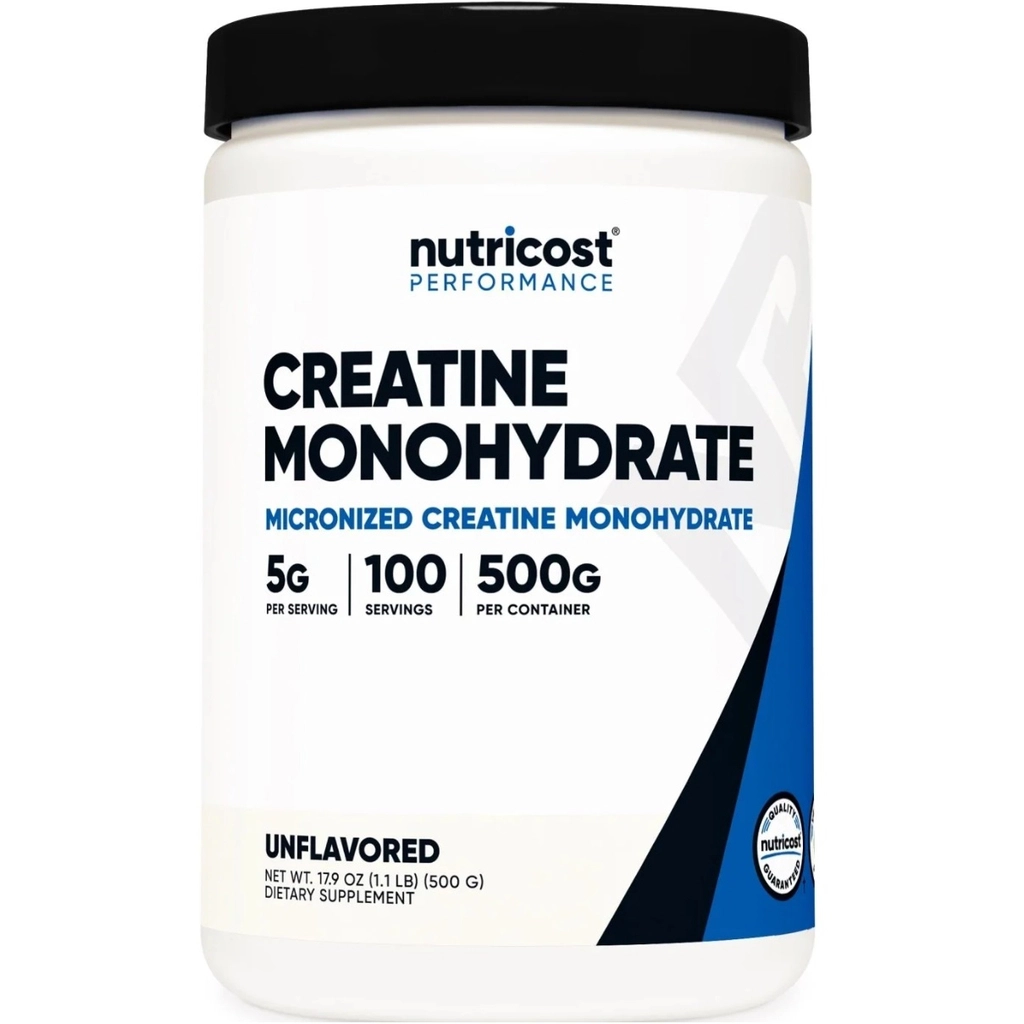 nutricost®
PERFORMANCE
CREATINE
MONOHYDRATE
MICRONIZED CREATINE MONOHYDRATE
5G
PER SERVING
100
SERVINGS
500G
PER CONTAINER
UNFLAVORED
NET WT. 17.9 OZ (1.1 LB) (500 G)
DIETARY SUPPLEMENT
QUALITY
nutricost
GUARANTEED